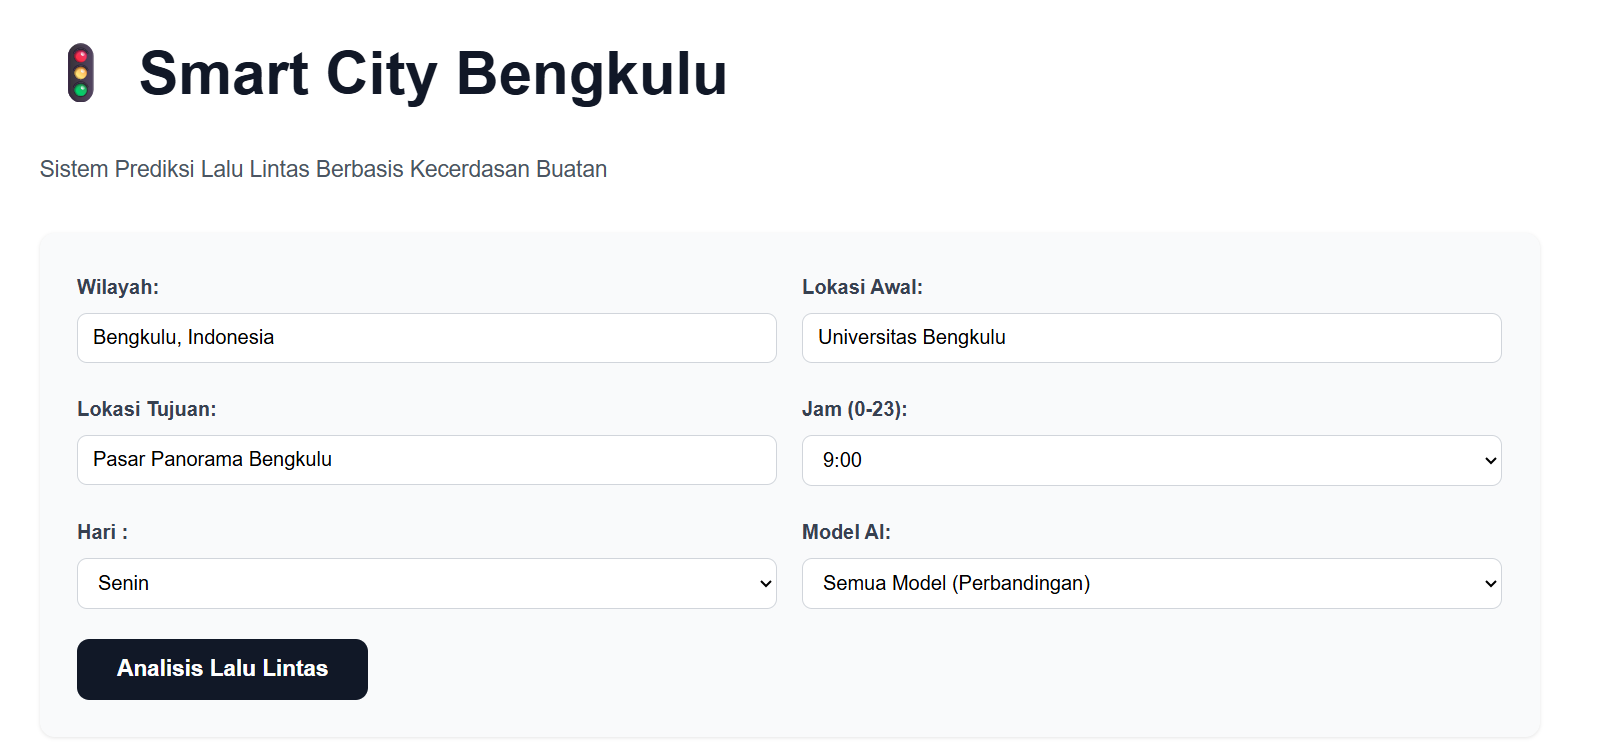 Smart City Bengkulu
Sistem Prediksi Lalu Lintas Berbasis Kecerdasan Buatan
Wilayah:
Bengkulu, Indonesia
Lokasi Awal:
Universitas Bengkulu
Lokasi Tujuan:
Pasar Panorama Bengkulu
Jam (0-23):
9:00
Hari :
Senin
Model AI:
Semua Model (Perbandingan)
Analisis Lalu Lintas